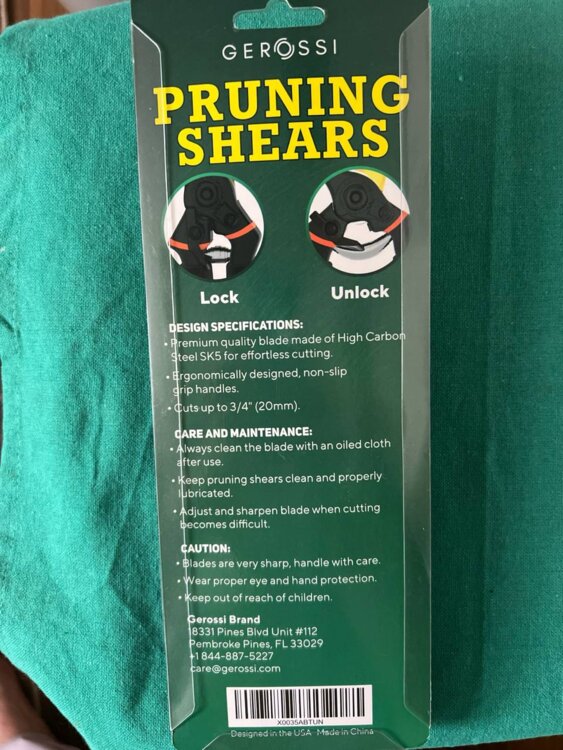 GEROSSI
PRUNING
SHEARS
Lock
Unlock
DESIGN SPECIFICATIONS:
• Premium quality blade made of High Carbon
Steel SK5 for effortless cutting.
• Ergonomically designed, non-slip
grip handles.
• Cuts up to 3/4" (20mm).
CARE AND MAINTENANCE:
• Always clean the blade with an oiled cloth
after use.
• Keep pruning shears clean and properly
lubricated.
• Adjust and sharpen blade when cutting
becomes difficult.
CAUTION:
• Blades are very sharp, handle with care.
• Wear proper eye and hand protection.
• Keep out of reach of children.
Gerossi Brand
18331 Pines Blvd Unit #112
Pembroke Pines, FL 33029
+1 844-887-5227
care@gerossi.com
X0035ABTUN
Designed in the USA Made in China